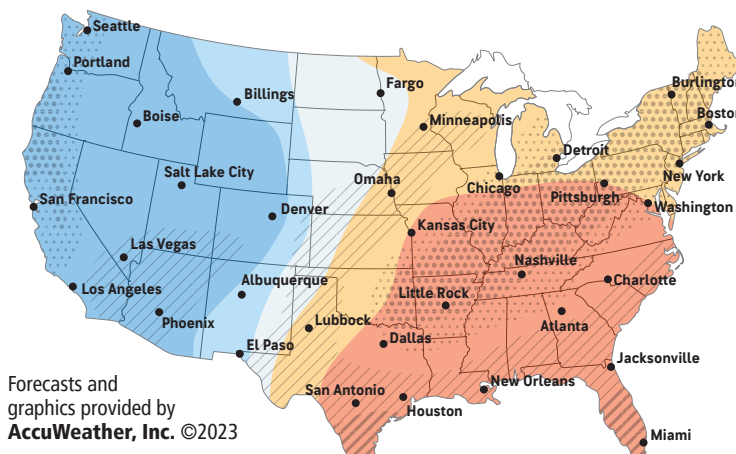 Seattle
Portland
Billings
Fargo
Burlington
Boise
Minneapolis
Boston
Detroit
Salt Lake City
Omaha
Chicago
Pittsburgh
New York
San Francisco
Denver
Washington
Kansas City
Las Vegas
Nashville
Los Angeles
Albuquerque
Little Rock
Charlotte
Phoenix
Lubbock
Atlanta
El Paso
Dallas
Jacksonville
San Antonio
New Orleans
Houston
Miami
Forecasts and
graphics provided by
AccuWeather, Inc. ©2023